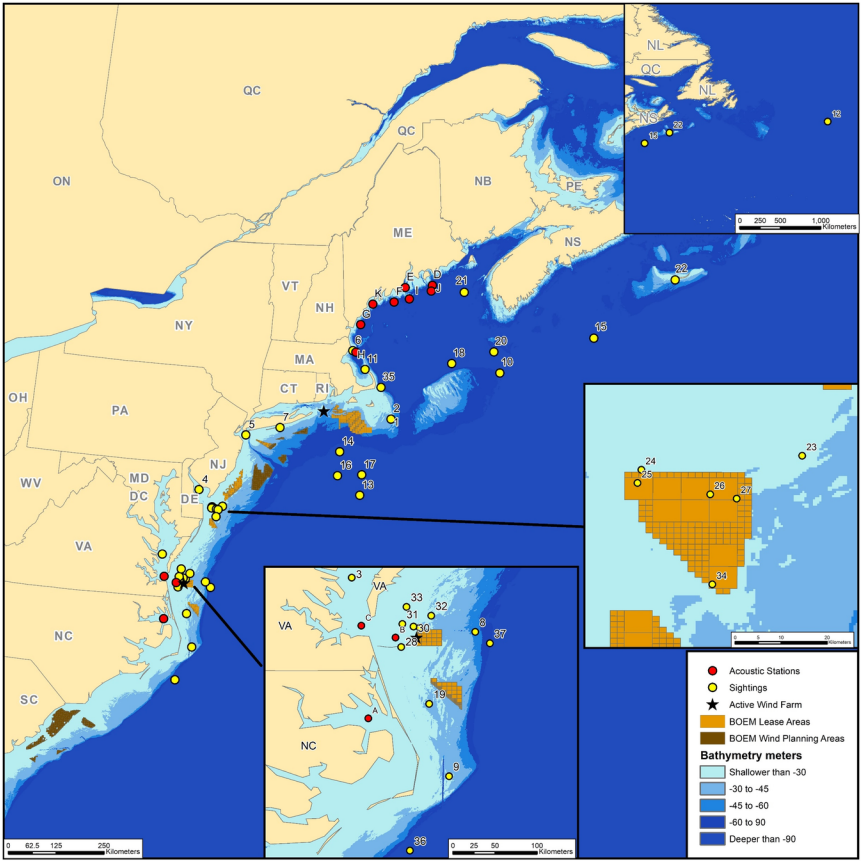 NL
QC
NL
NS
12
22
15
0 250 500 1,000
Kilometers
QC
QC
ON
NB
PE
ME
NS
VT
NH
NY
MA
CT
RI
PA
OH
NJ
MD
DC
DE
WV
VA
NC
SC
E
D
J
I
F
K
G
H
6
11
35
2
1
21
22
15
20
18
10
7
5
4
14
16
17
13
24
25
26
27
23
34
0 5 10 20
Kilometers
3
VA
VA
33
32
31
C
B
30
28
8
37
19
A
NC
9
36
0 25 50 100
Kilometers
0 62.5 125 250
Kilometers
Acoustic Stations
Sightings
Active Wind Farm
BOEM Lease Areas
BOEM Wind Planning Areas
Bathymetry meters
Shallower than -30
-30 to -45
-45 to -60
-60 to 90
Deeper than -90